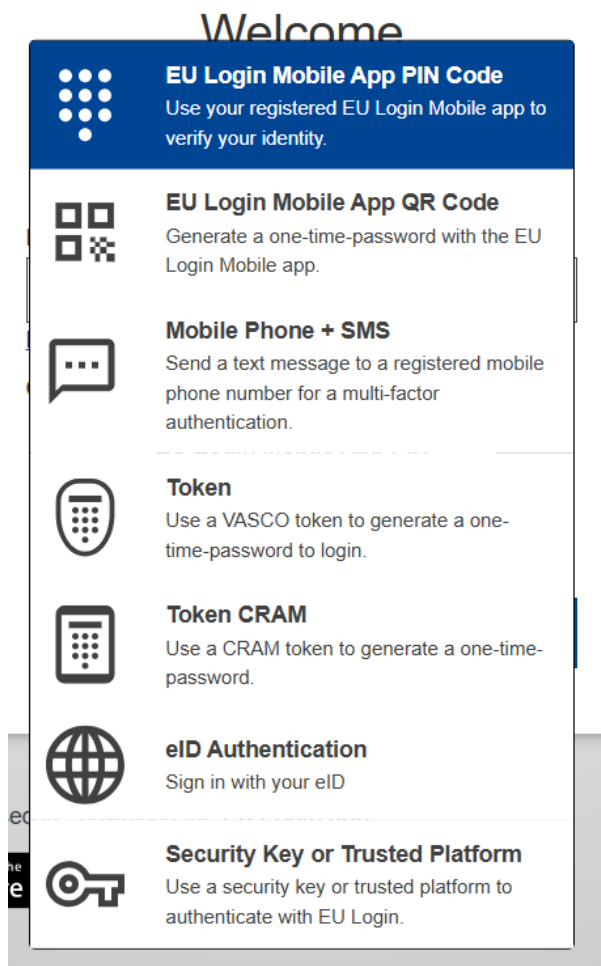 Welcome
EU Login Mobile App PIN Code
Use your registered EU Login Mobile app to
verify your identity.
EU Login Mobile App QR Code
Generate a one-time-password with the EU
Login Mobile app.
Mobile Phone + SMS
Send a text message to a registered mobile
phone number for a multi-factor
authentication.
Token
Use a VASCO token to generate a one-
time-password to login.
Token CRAM
Use a CRAM token to generate a one-time-
password.
eID Authentication
Sign in with your eID
Security Key or Trusted Platform
Use a security key or trusted platform to
authenticate with EU Login.